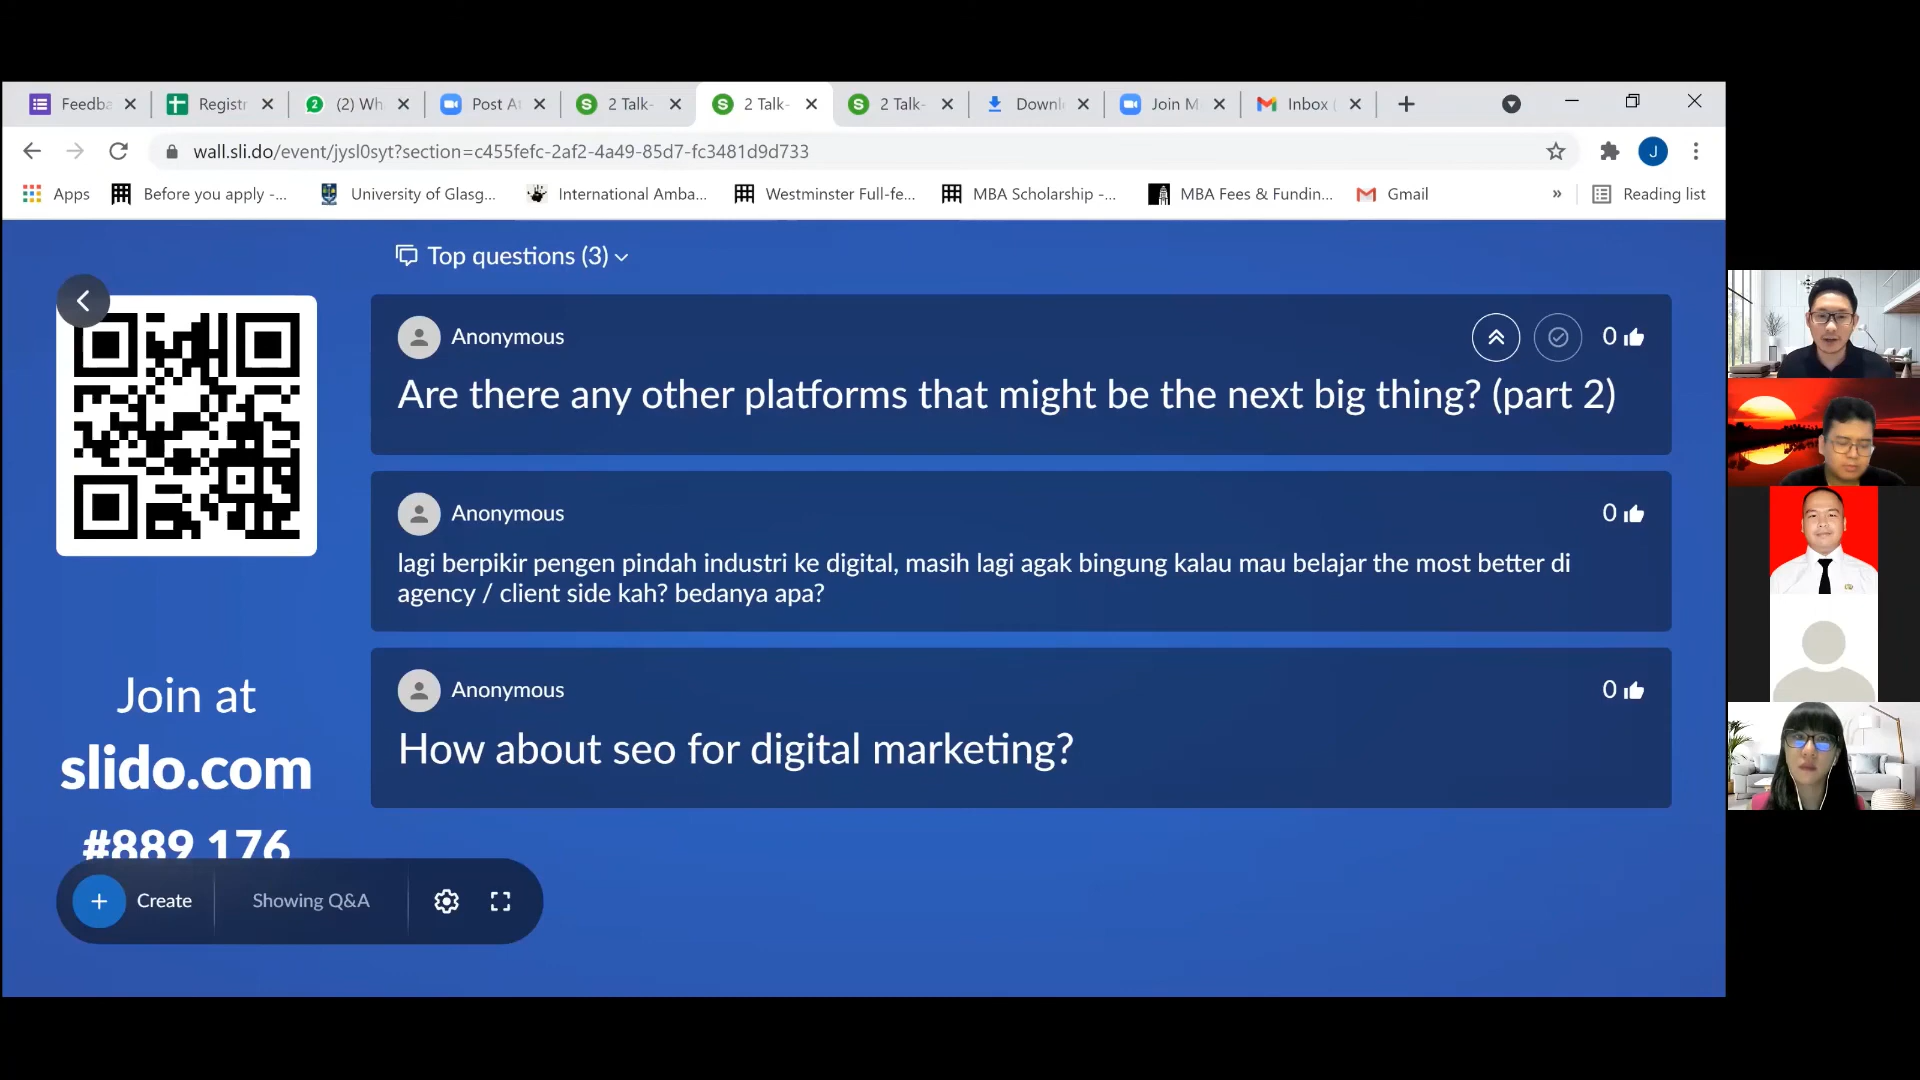 Feedba
Registr
(2) Wh
Post A
2 Talk-
2 Talk-
2 Talk-
Downl
Join M
Inbox (
wall.sli.do/event/jysl0syt?section=c455fefc-2af2-4a49-85d7-fc3481d9d733
J
Apps
Before you apply -...
University of Glasg...
International Amba...
Westminster Full-fe...
MBA Scholarship -...
MBA Fees & Fundin...
Gmail
»
Reading list
Top questions (3)
Anonymous
0
Are there any other platforms that might be the next big thing? (part 2)
Anonymous
0
lagi berpikir pengen pindah industri ke digital, masih lagi agak bingung kalau mau belajar the most better di
agency / client side kah? bedanya apa?
Anonymous
0
How about seo for digital marketing?
Join at
slido.com
#889 176
Create
Showing Q&A